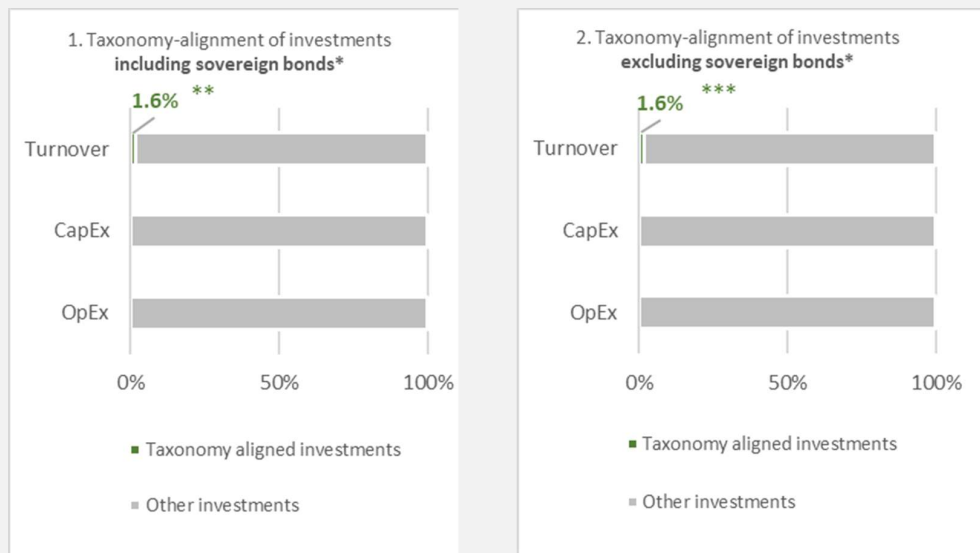 1. Taxonomy-alignment of investments
including sovereign bonds*
1.6% **
Turnover
CapEx
OpEx
0% 50% 100%
Taxonomy aligned investments
Other investments
2. Taxonomy-alignment of investments
excluding sovereign bonds*
1.6% ***
Turnover
CapEx
OpEx
0% 50% 100%
Taxonomy aligned investments
Other investments